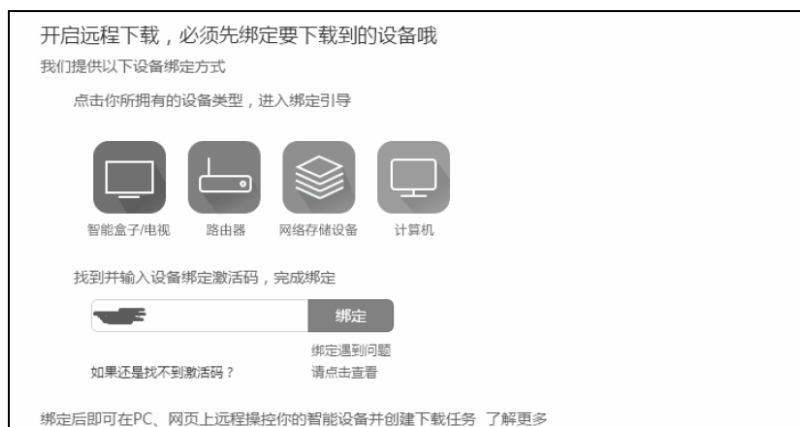 开启远程下载，必须先绑定要下载到的设备哦
我们提供以下设备绑定方式
点击你所拥有的设备类型，进入绑定引导
智能盒子/电视 路由器 网络存储设备 计算机
找到并输入设备绑定激活码，完成绑定
绑定
绑定遇到问题
如果还是找不到激活码？ 请点击查看
绑定后即可在PC、网页上远程操控你的智能设备并创建下载任务 了解更多